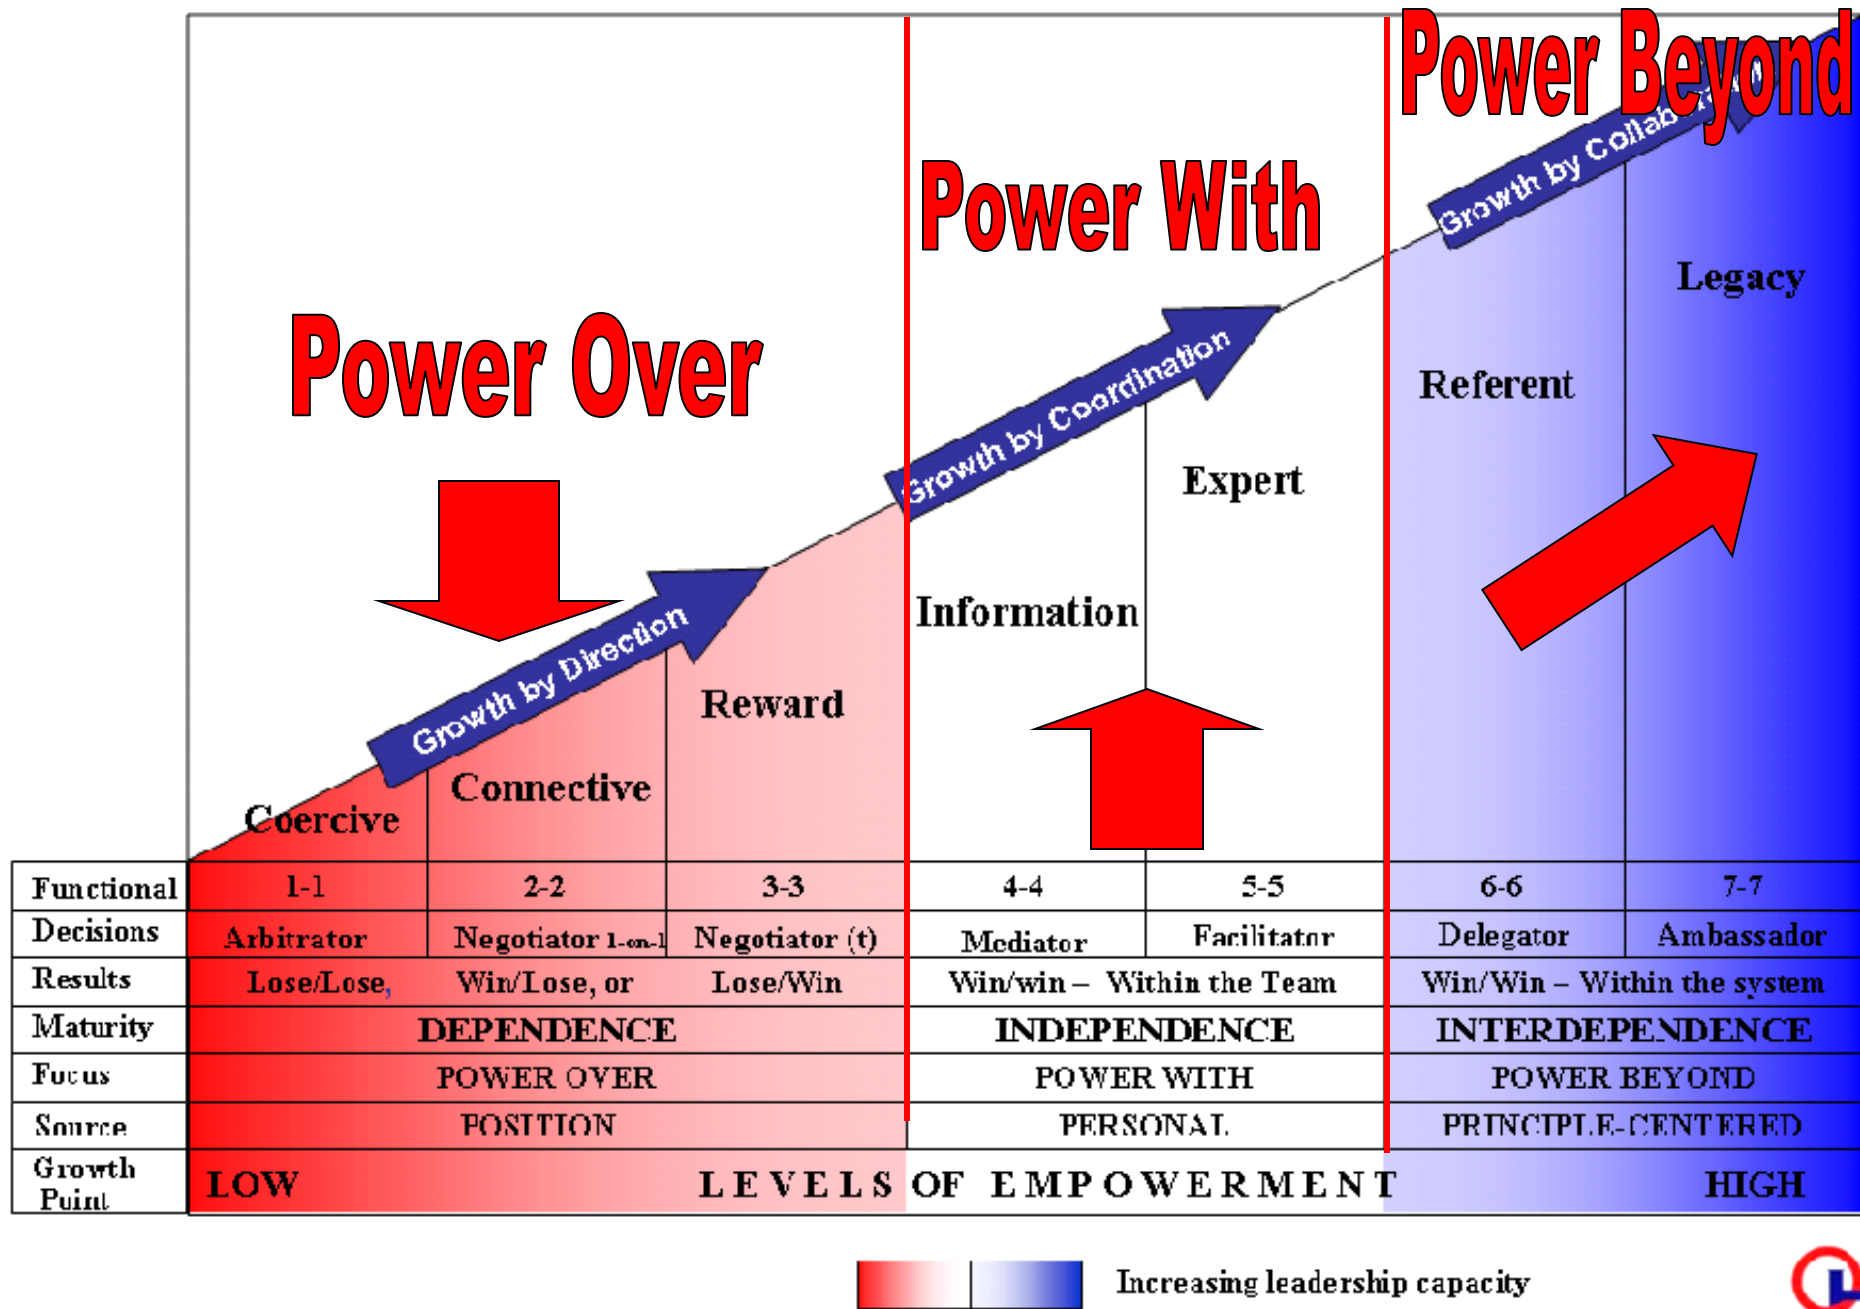 Power Beyond
Growth by Collaboration
Power With
Legacy
Power Over
Growth by Coordination
Referent
Expert
Growth by Direction
Information
Reward
Connective
Coercive
Functional 1-1 2-2 3-3 4-4 5-5 6-6 7-7
Decisions Arbitrator Negotiator 1-on-1 Negotiator (t) Mediator Facilitator Delegator Ambassador
Results Lose/Lose, Win/Lose, or Lose/Win Win/win – Within the Team Win/Win – Within the system
Maturity DEPENDENCE INDEPENDENCE INTERDEPENDENCE
Focus POWER OVER POWER WITH POWER BEYOND
Source POSITION PERSONAL PRINCIPLE-CENTERED
Growth
Point LOW LEVELS OF EMPOWERMENT HIGH
Increasing leadership capacity